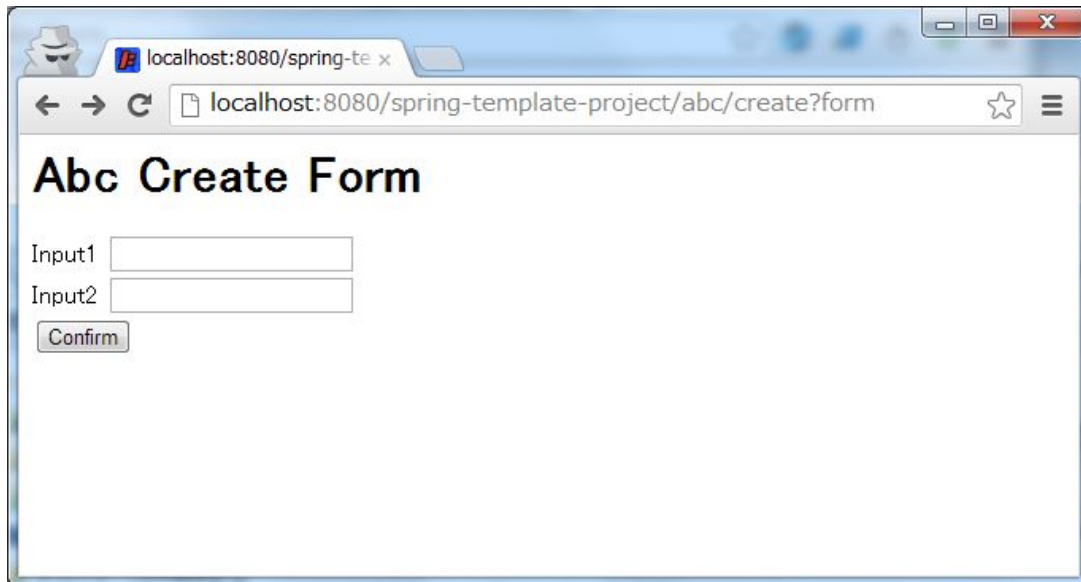 localhost:8080/spring-te
localhost:8080/spring-template-project/abc/create?form
Abc Create Form
Input1
Input2
Confirm